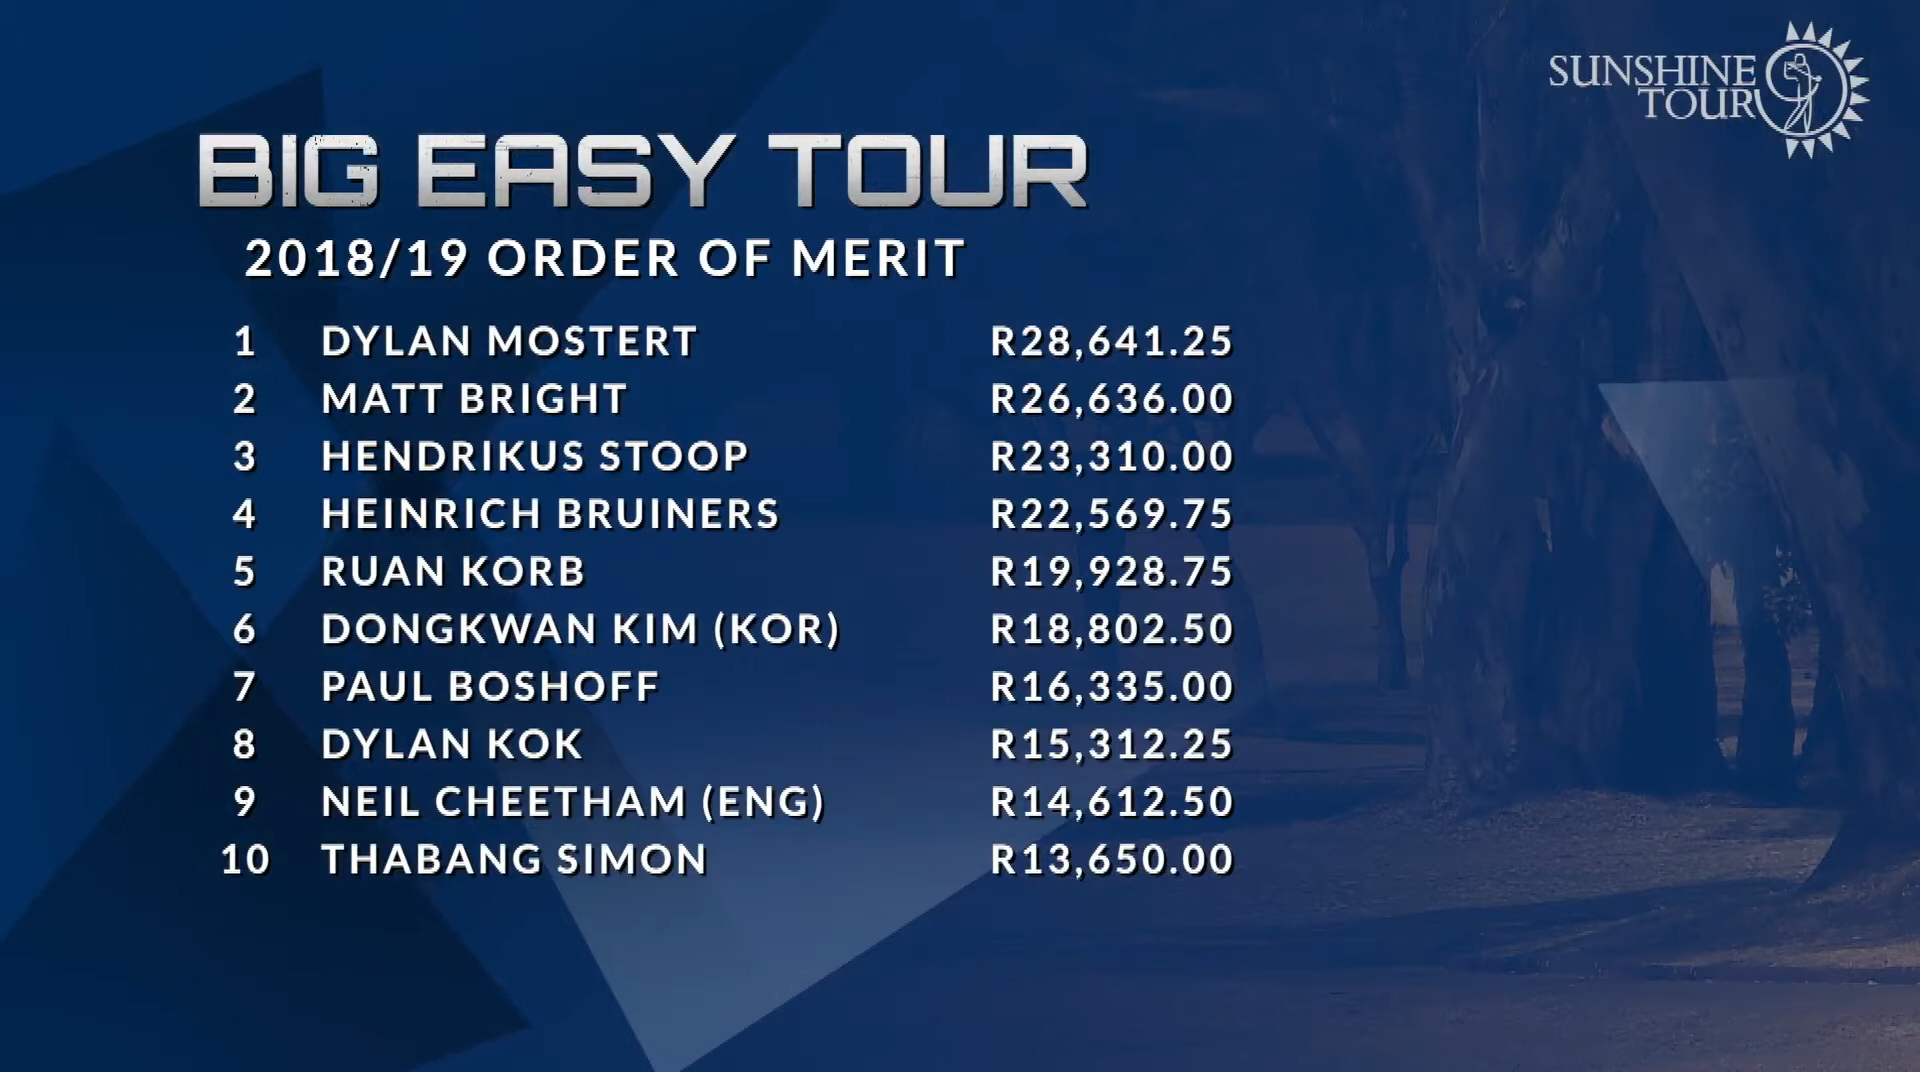 SUNSHINE
TOUR
BIG EASY TOUR
2018/19 ORDER OF MERIT
1 DYLAN MOSTERT R28,641.25
2 MATT BRIGHT R26,636.00
3 HENDRIKUS STOOP R23,310.00
4 HEINRICH BRUINERS R22,569.75
5 RUAN KORB R19,928.75
6 DONGKWAN KIM (KOR) R18,802.50
7 PAUL BOSHOFF R16,335.00
8 DYLAN KOK R15,312.25
9 NEIL CHEETHAM (ENG) R14,612.50
10 THABANG SIMON R13,650.00